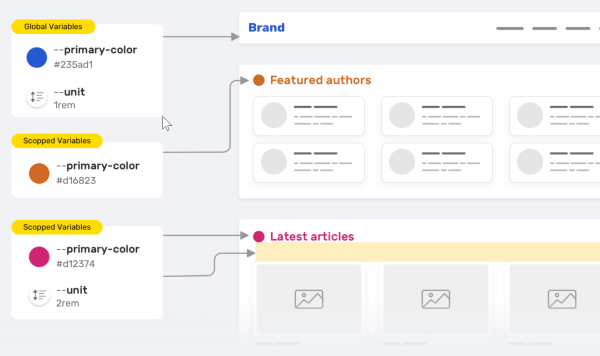 Global Variables
--primary-color
#235ad1
--unit
1rem
Scopped Variables
--primary-color
#d16823
Scopped Variables
--primary-color
#d12374
--unit
2rem
Brand
Featured authors
Latest articles